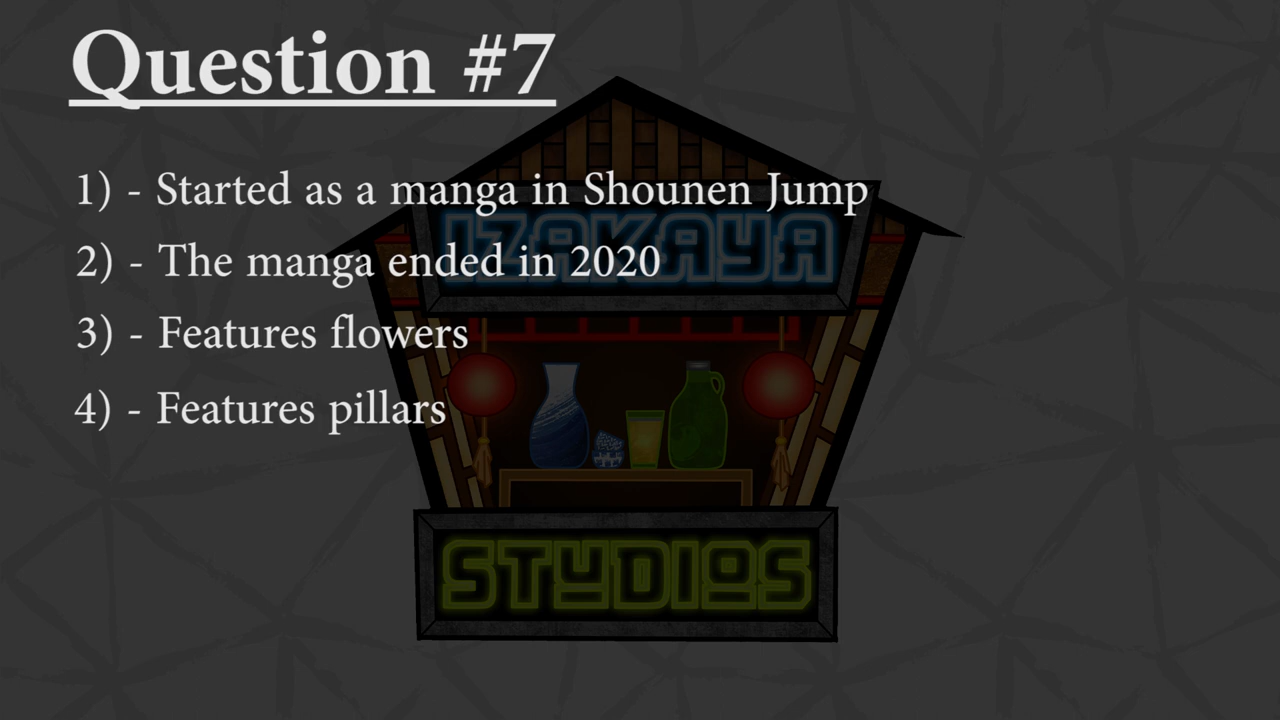 Question #7
1) - Started as a manga in Shounen Jump
IZAKAYA
2) - The manga ended in 2020
3) - Features flowers
4) - Features pillars
STUDIOS